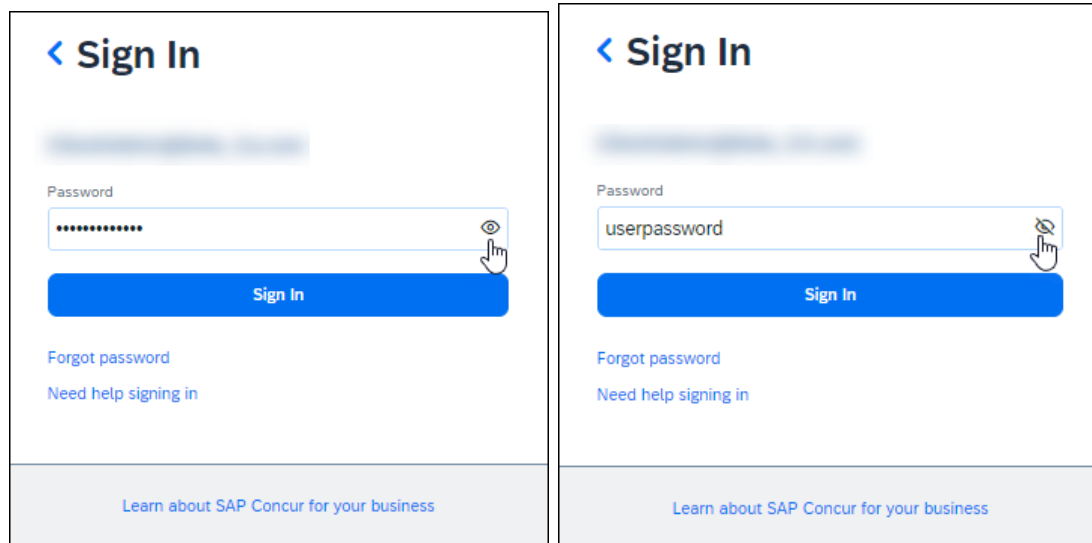 Sign In
Password
•••••••••••••
Sign In
Forgot password
Need help signing in
Learn about SAP Concur for your business
Sign In
Password
userpassword
Sign In
Forgot password
Need help signing in
Learn about SAP Concur for your business